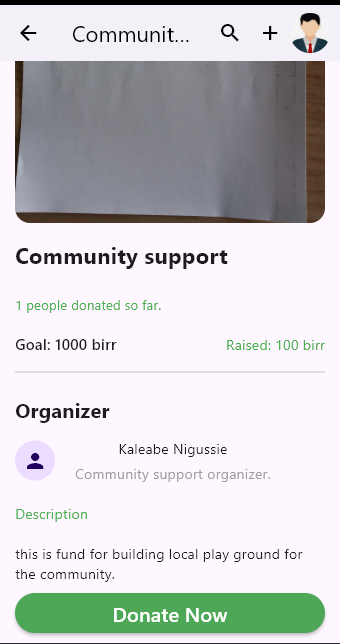 Communit...
Community support
1 people donated so far.
Goal: 1000 birr
Raised: 100 birr
Organizer
Kaleabe Nigussie
Community support organizer.
Description
this is fund for building local play ground for
the community.
Donate Now